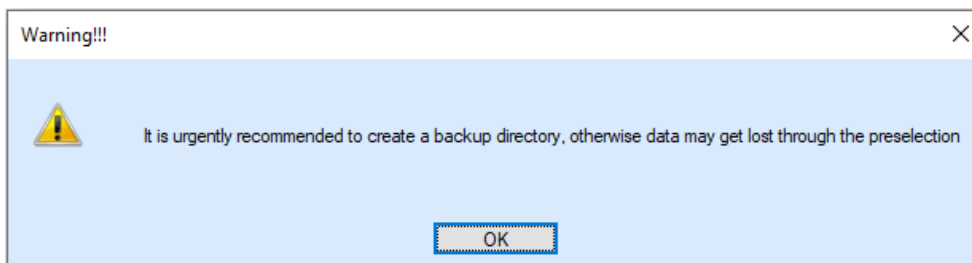 Warning!!!
It is urgently recommended to create a backup directory, otherwise data may get lost through the preselection
OK